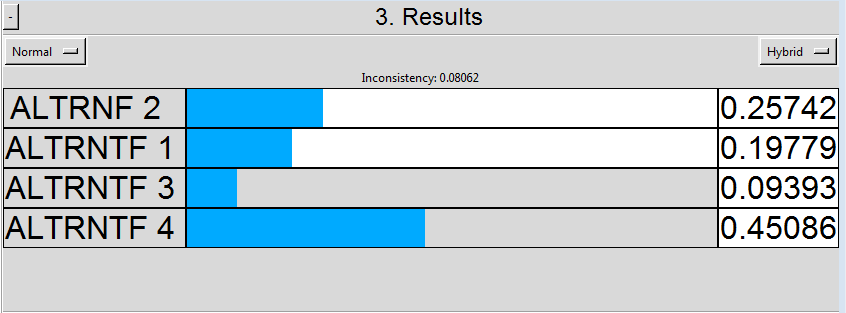 -
3. Results
Normal
Hybrid
Inconsistency: 0.08062
ALTRNF 2 0.25742
ALTRNTF 1 0.19779
ALTRNTF 3 0.09393
ALTRNTF 4 0.45086